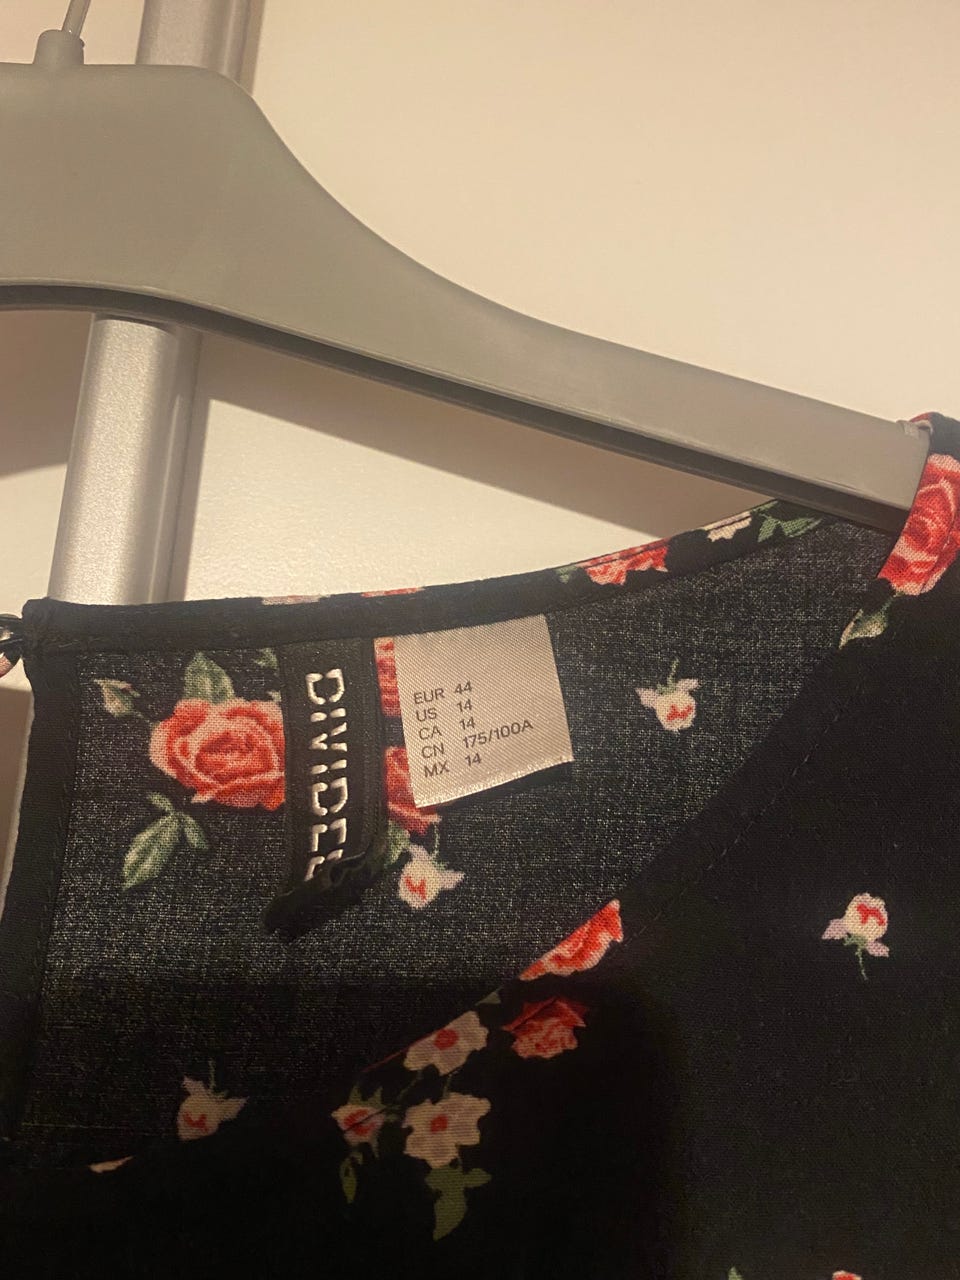 DIVIDED
EUR 44
US 14
CA 14
CN 175/100A
MX 14